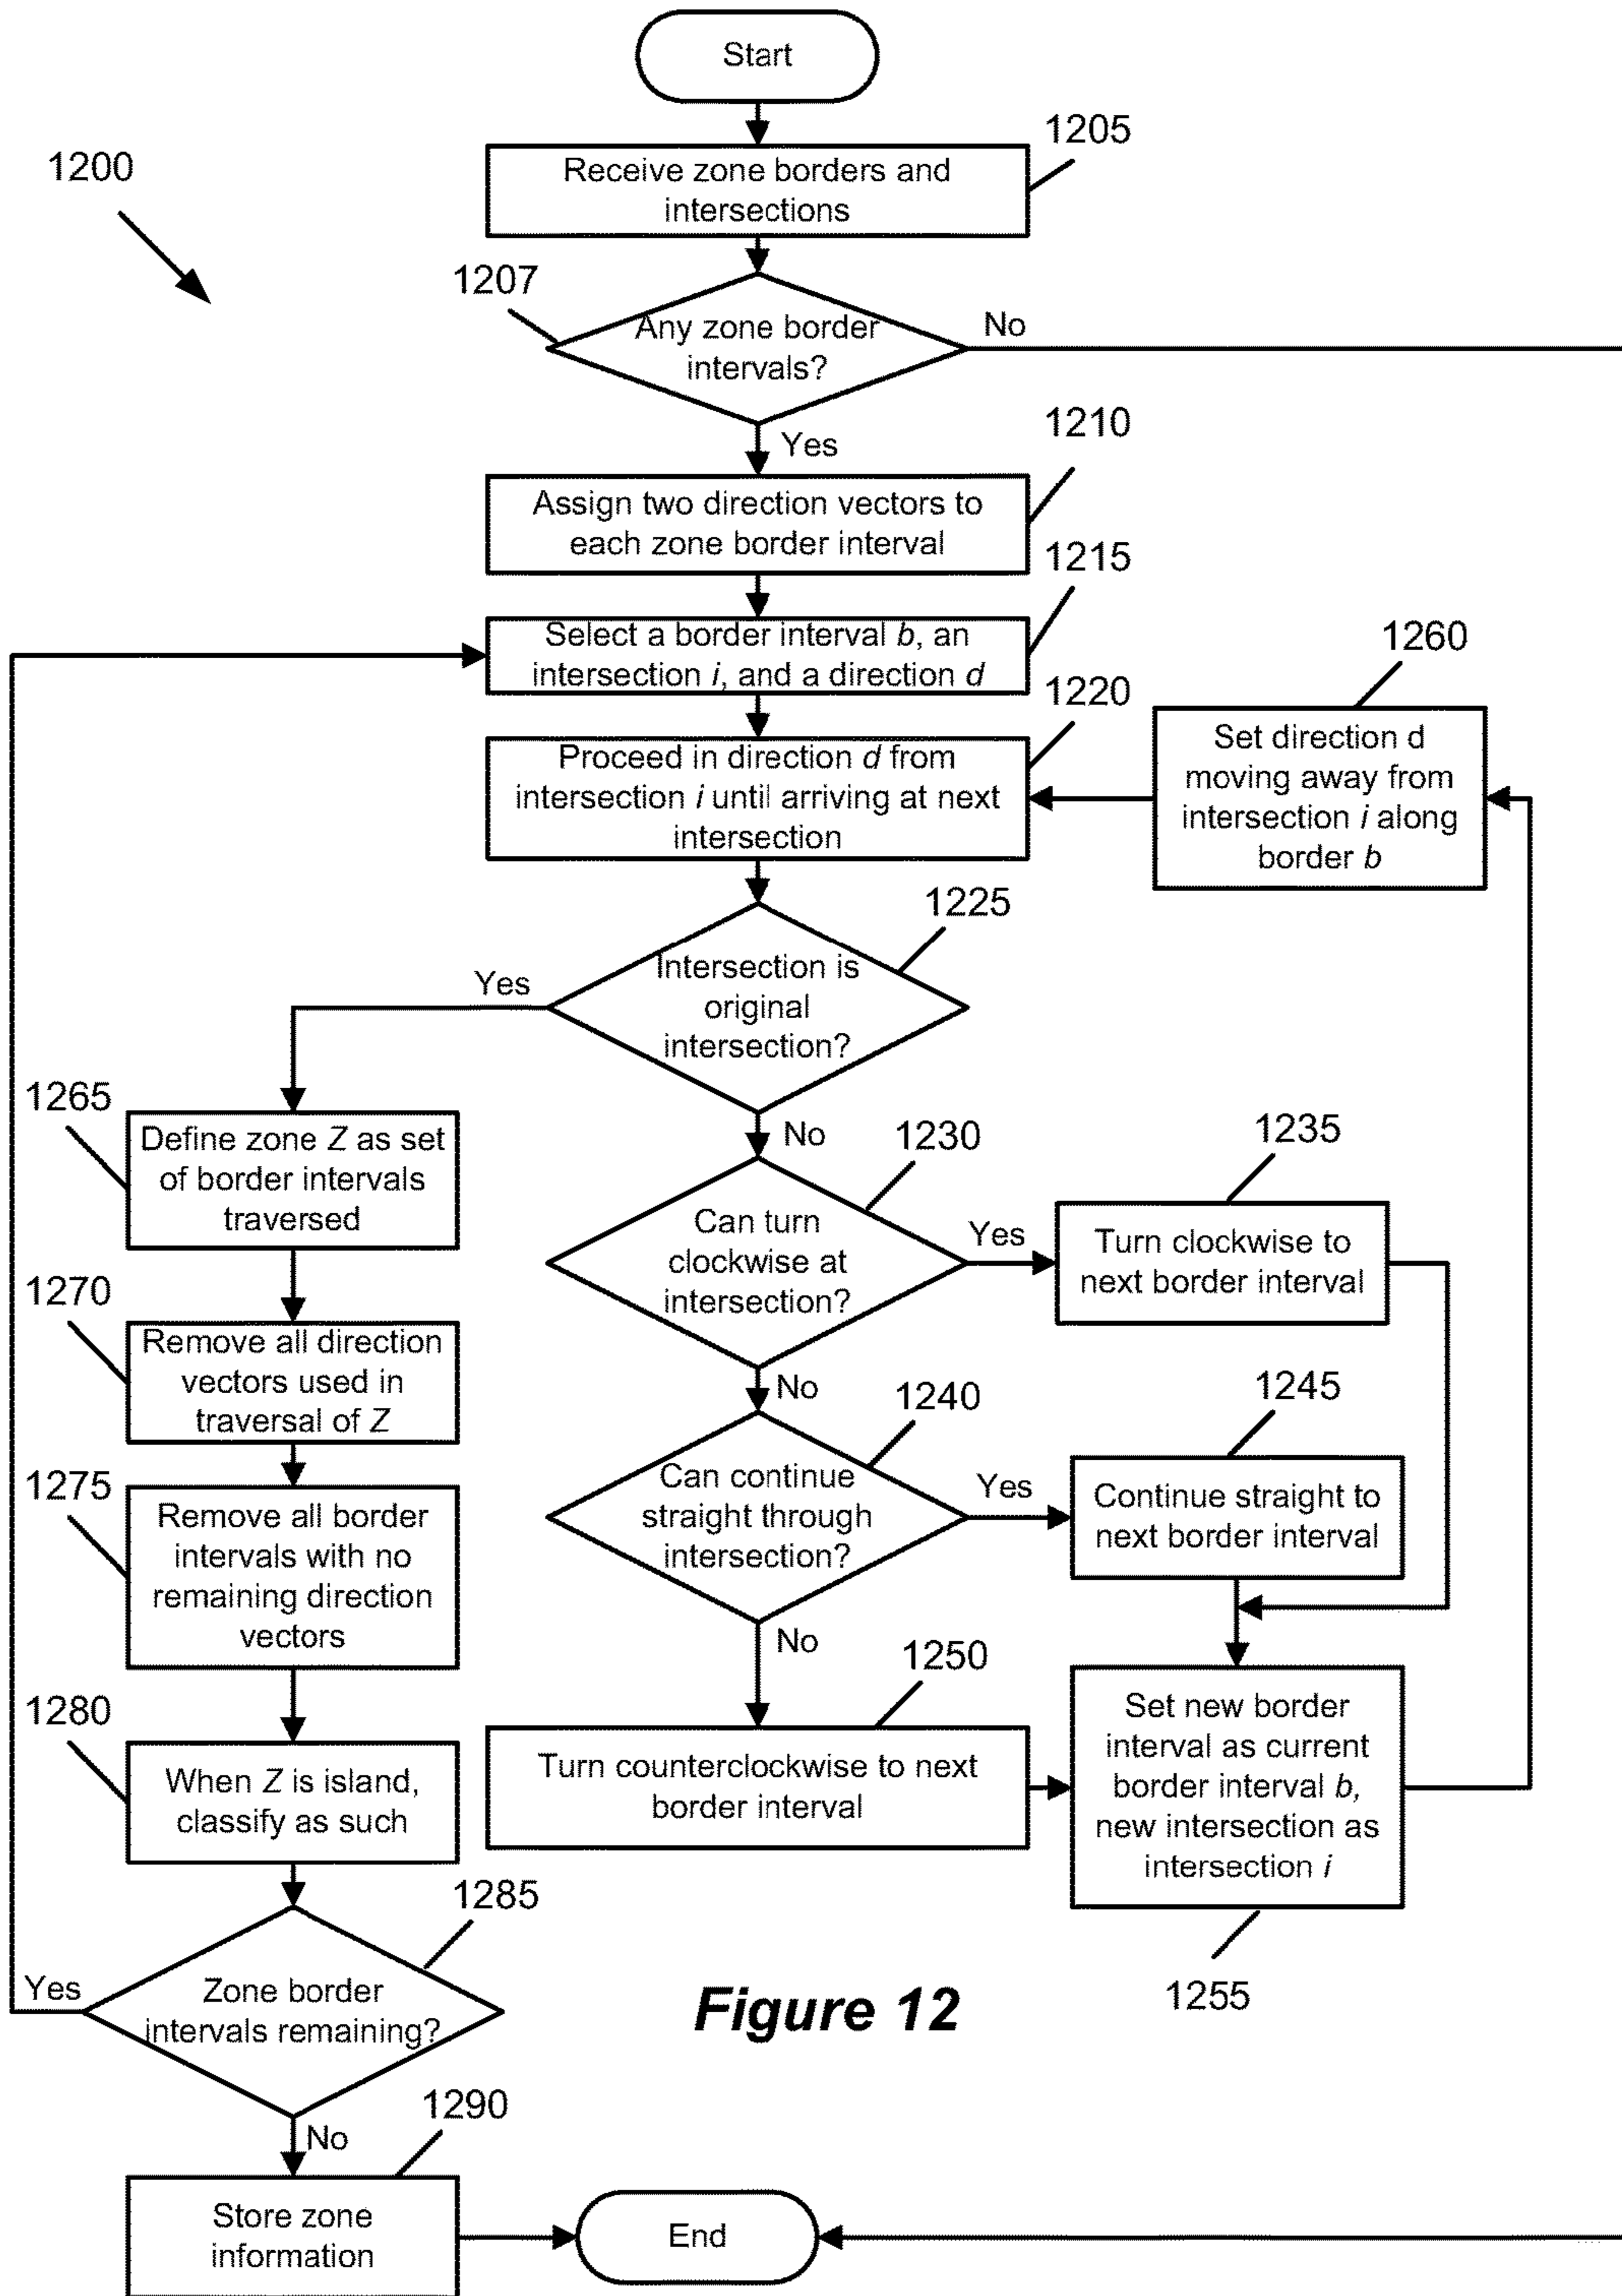 Start
1205
Receive zone borders and
intersections
1200
1207
Any zone border
intervals?
No
Yes
1210
Assign two direction vectors to
each zone border interval
1215
Select a border interval b, an
intersection i, and a direction d
1220
Proceed in direction d from
intersection i until arriving at next
intersection
1260
Set direction d
moving away from
intersection i along
border b
1225
Intersection is
original
intersection?
Yes
No
1265
Define zone Z as set
of border intervals
traversed
1230
Can turn
clockwise at
intersection?
Yes
1235
Turn clockwise to
next border interval
No
1270
Remove all direction
vectors used in
traversal of Z
1240
Can continue
straight through
intersection?
Yes
1245
Continue straight to
next border interval
No
1275
Remove all border
intervals with no
remaining direction
vectors
1250
Turn counterclockwise to next
border interval
Set new border
interval as current
border interval b,
new intersection as
intersection i
1255
1280
When Z is island,
classify as such
1285
Zone border
intervals remaining?
Yes
No
Figure 12
1290
Store zone
information
End